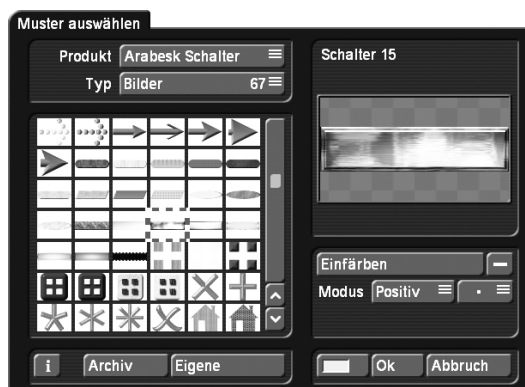 Muster auswählen
Produkt Arabesk Schalter
Typ Bilder 67
Schalter 15
Einfärben
Modus Positiv
i Archiv Eigene
Ok Abbruch